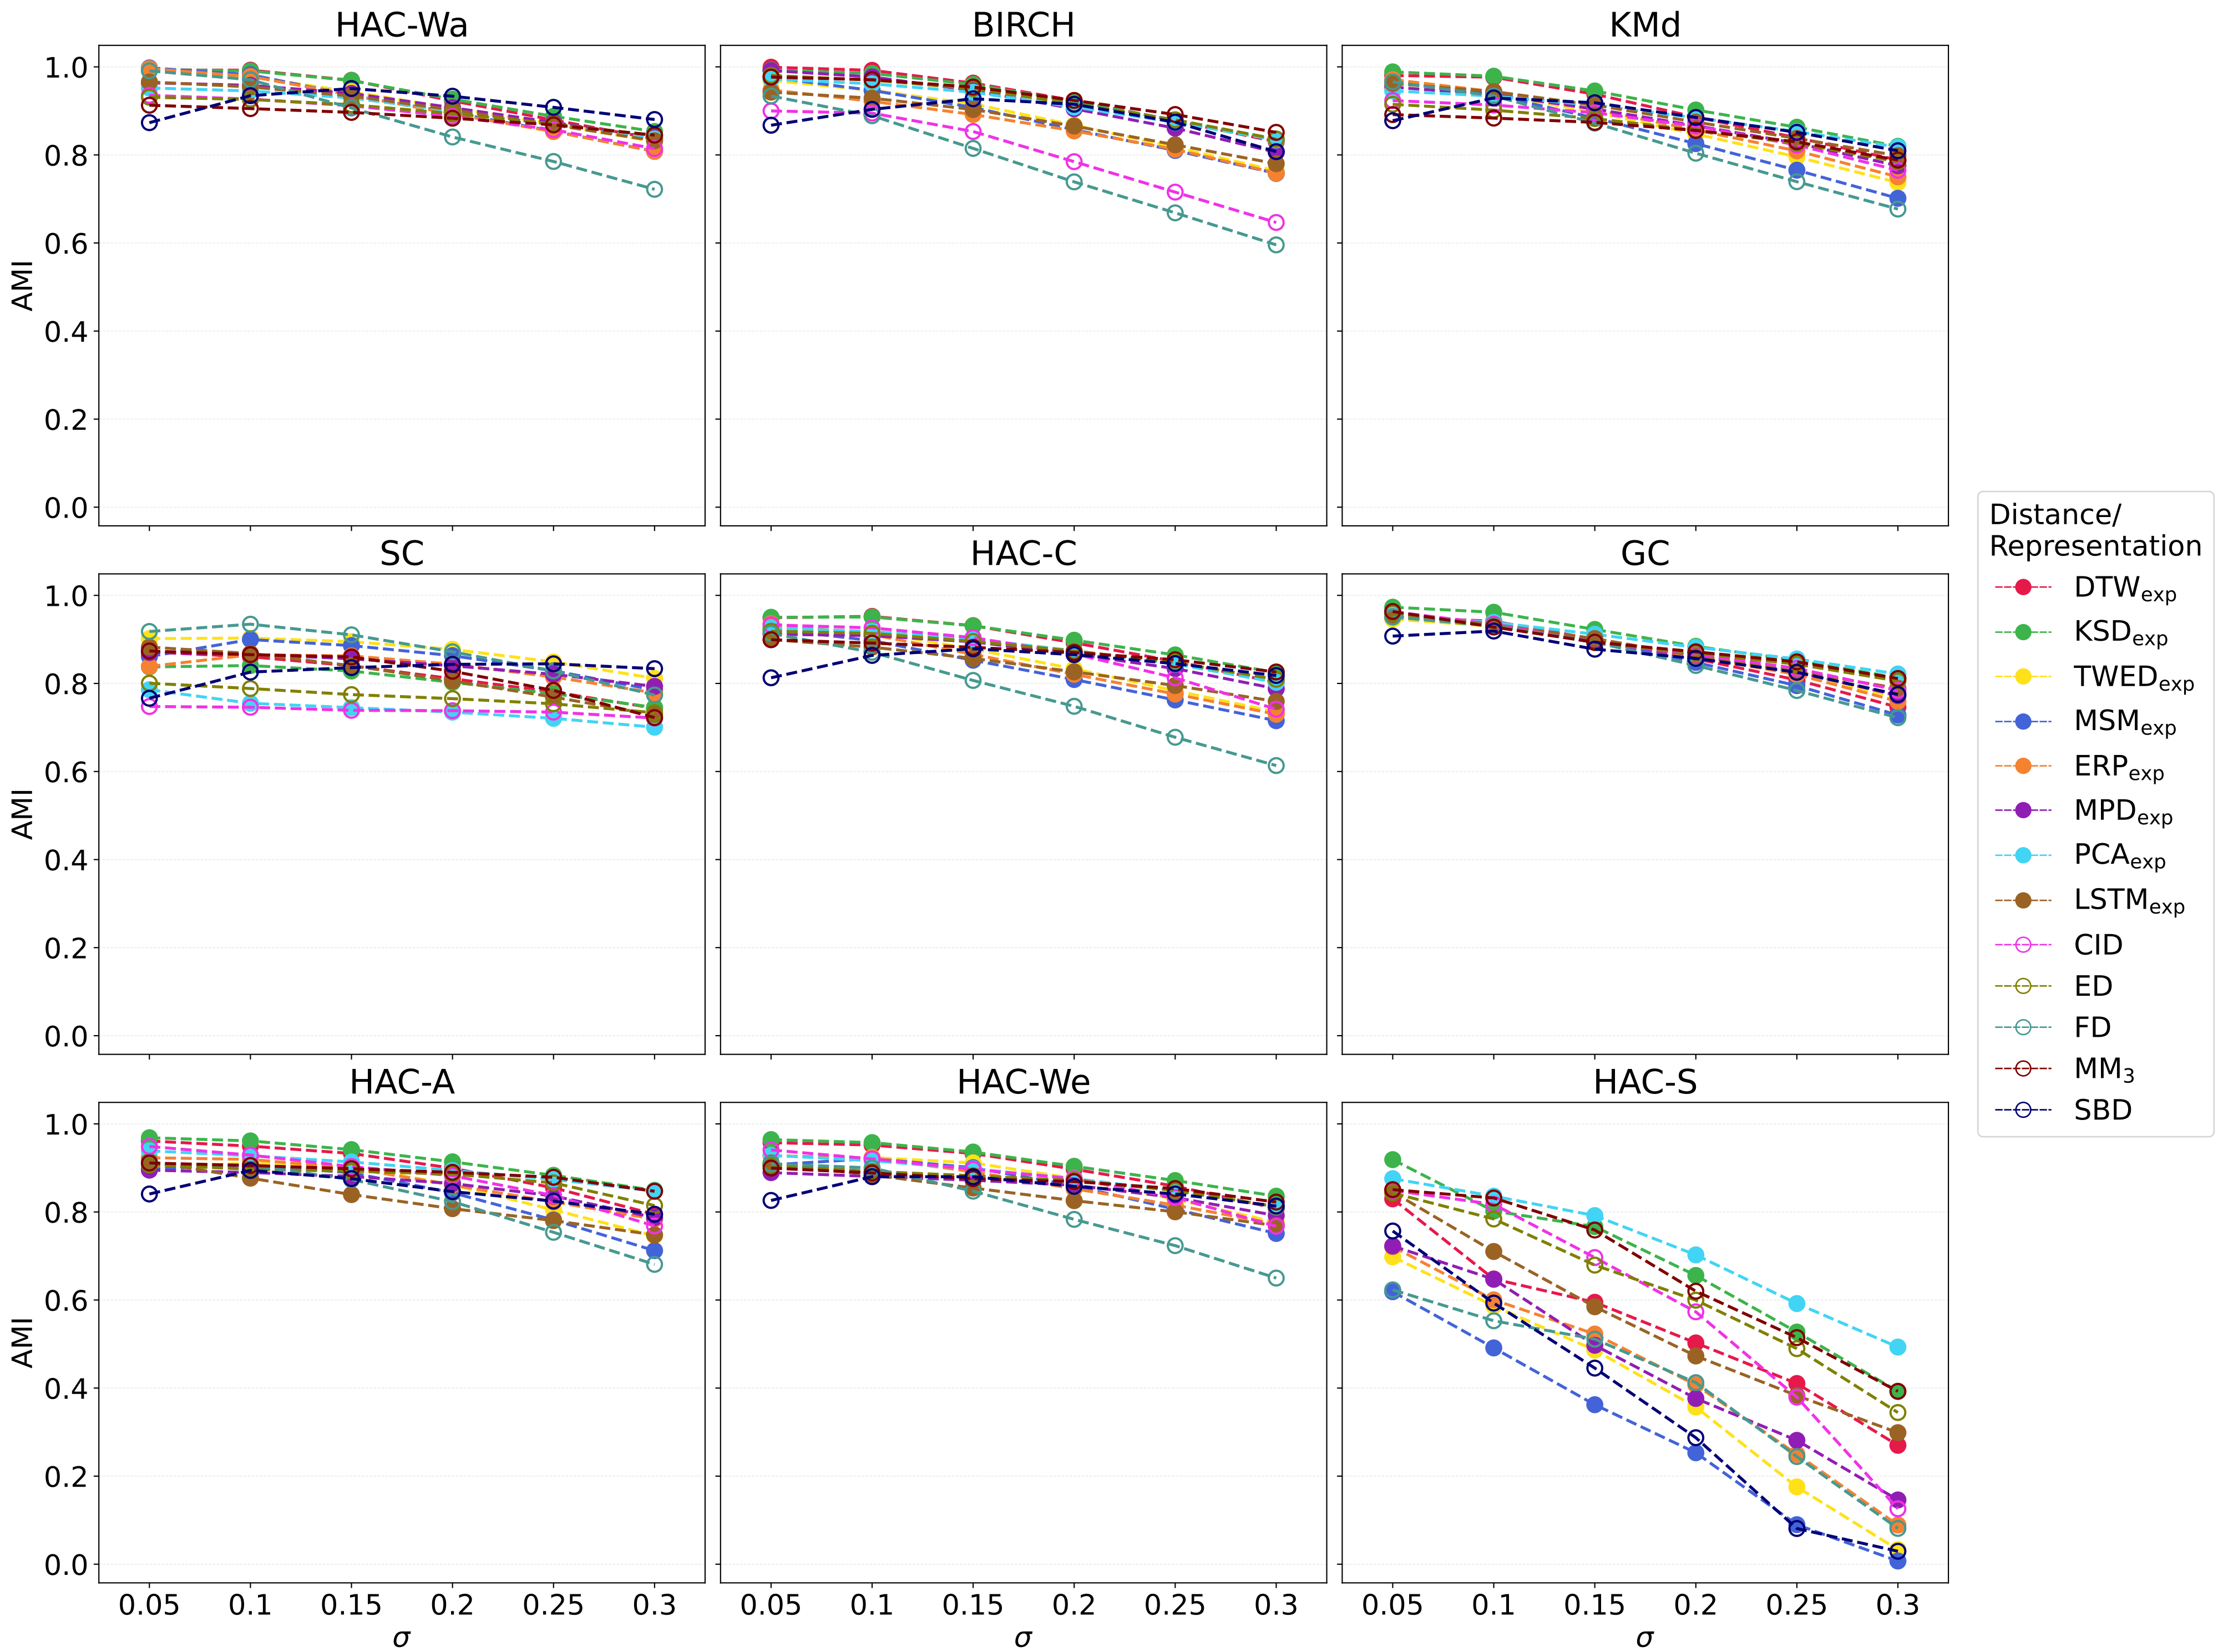 HAC-Wa
BIRCH
KMd
AMI
1.0
0.8
0.6
0.4
0.2
0.0
SC
HAC-C
GC
AMI
1.0
0.8
0.6
0.4
0.2
0.0
HAC-A
HAC-We
HAC-S
AMI
1.0
0.8
0.6
0.4
0.2
0.0
0.05 0.1 0.15 0.2 0.25 0.3
0.05 0.1 0.15 0.2 0.25 0.3
0.05 0.1 0.15 0.2 0.25 0.3
σ
σ
σ
Distance/
Representation
DTWexp
KSDexp
TWEDexp
MSMexp
ERPexp
MPDexp
PCAexp
LSTMexp
CID
ED
FD
MM3
SBD